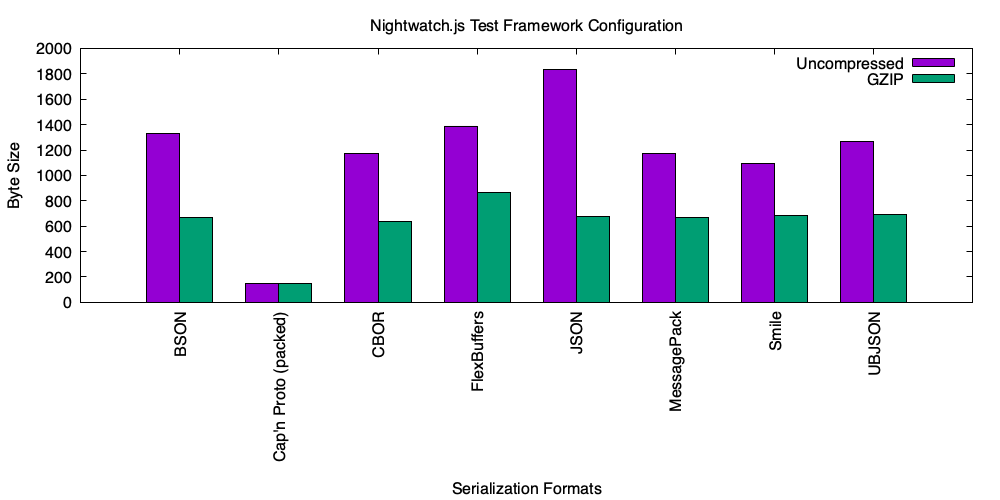 Nightwatch.js Test Framework Configuration
2000
1800
1600
1400
1200
1000
800
600
400
200
0
Byte Size
Uncompressed
GZIP
BSON
Cap'n Proto (packed)
CBOR
FlexBuffers
JSON
MessagePack
Smile
UBJSON
Serialization Formats